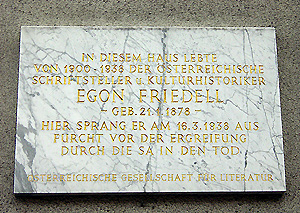 IN DIESEM HAUS LEBTE
VON 1900-1938 DER ÖSTERREICHISCHE
SCHRIFTSTELLER u. KULTURHISTORIKER
EGON FRIEDELL
GEB. 21.1.1878
HIER SPRANG ER AM 16.3.1938 AUS
FURCHT VOR DER ERGREIFUNG
DURCH DIE SA IN DEN TOD.
ÖSTERREICHISCHE GESELLSCHAFT FÜR LITERATUR